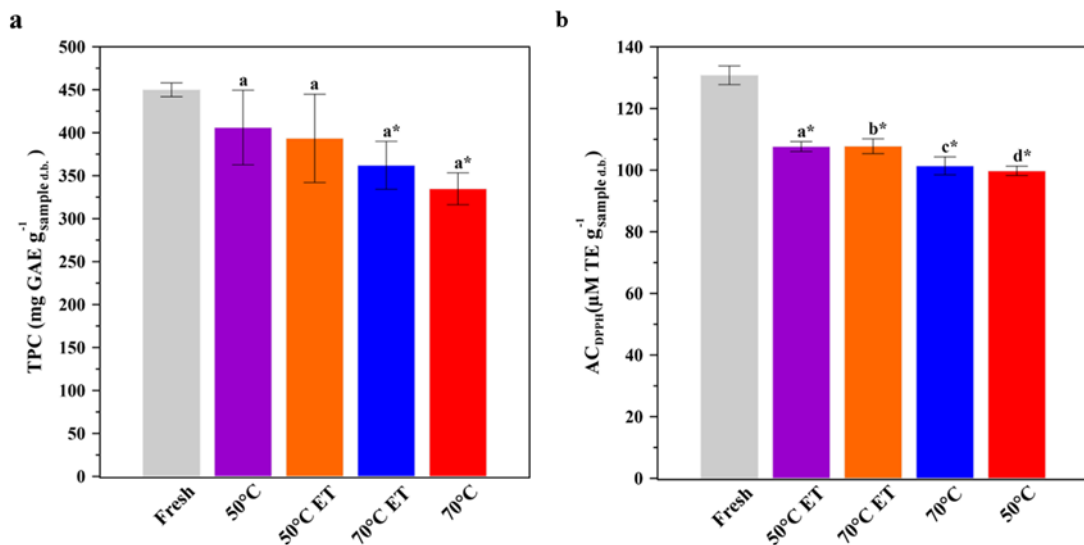 a
500
450
400
350
300
250
200
150
100
50
0
TPC (mg GAE g⁻¹ sample d.b. )
a
a
a*
a*
Fresh
50°C
50°C ET
70°C ET
70°C
b
140
120
100
80
60
40
20
0
AC DPPH (μM TE g⁻¹ sample d.b. )
a*
b*
c*
d*
Fresh
50°C ET
70°C ET
70°C
50°C